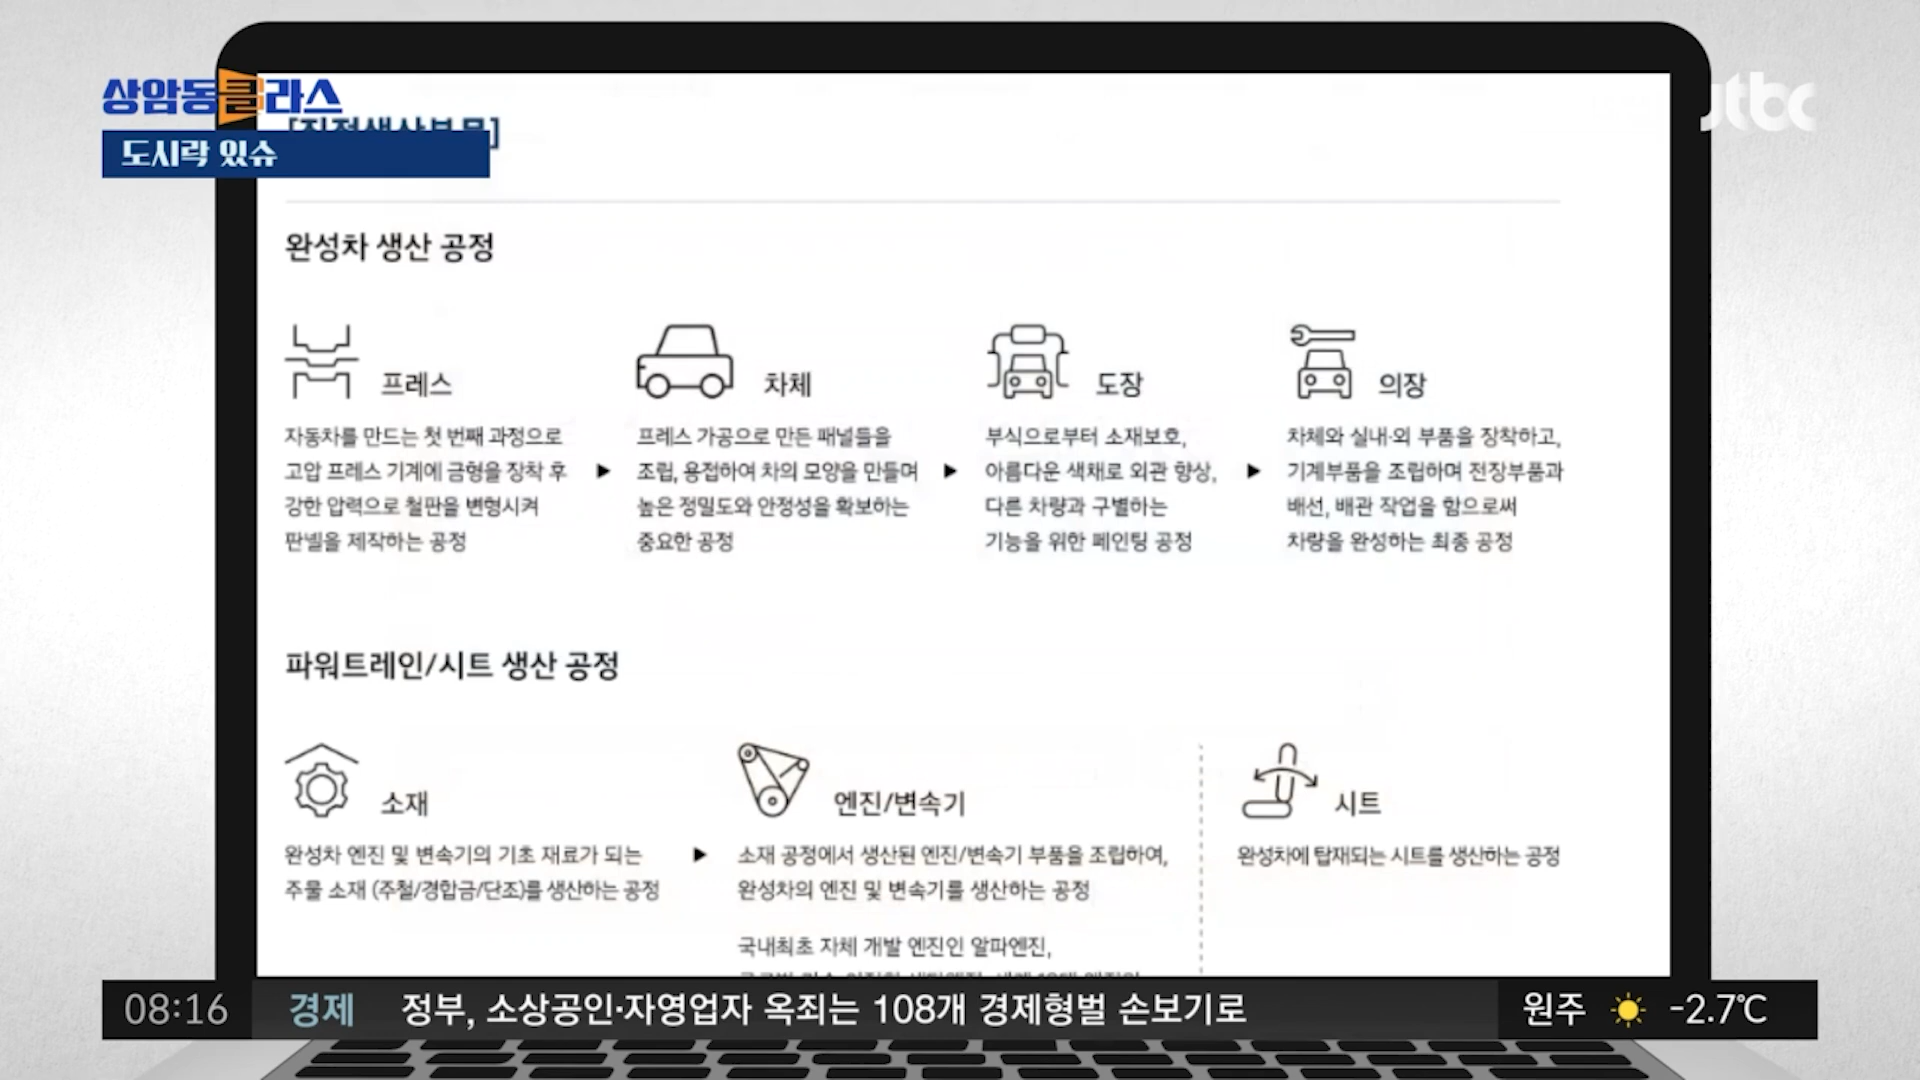 상암동클라스
jtbc
도시락 있슈
완성차 생산 공정
프레스
자동차를 만드는 첫 번째 과정으로
고압 프레스 기계에 금형을 장착 후
강한 압력으로 철판을 변형시켜
판넬을 제작하는 공정
차체
프레스 가공으로 만든 패널들을
조립, 용접하여 차의 모양을 만들며
높은 정밀도와 안정성을 확보하는
중요한 공정
도장
부식으로부터 소재보호,
아름다운 색채로 외관 향상,
다른 차량과 구별하는
기능을 위한 페인팅 공정
의장
차체와 실내·외 부품을 장착하고,
기계부품을 조립하며 전장부품과
배선, 배관 작업을 함으로써
차량을 완성하는 최종 공정
파워트레인/시트 생산 공정
소재
완성차 엔진 및 변속기의 기초 재료가 되는
주물 소재 (주철/경합금/단조)를 생산하는 공정
엔진/변속기
소재 공정에서 생산된 엔진/변속기 부품을 조립하여,
완성차의 엔진 및 변속기를 생산하는 공정
국내최초 자체 개발 엔진인 알파엔진,
시트
완성차에 탑재되는 시트를 생산하는 공정
08:16 경제 정부, 소상공인·자영업자 옥죄는 108개 경제형벌 손보기로 원주 -2.7℃